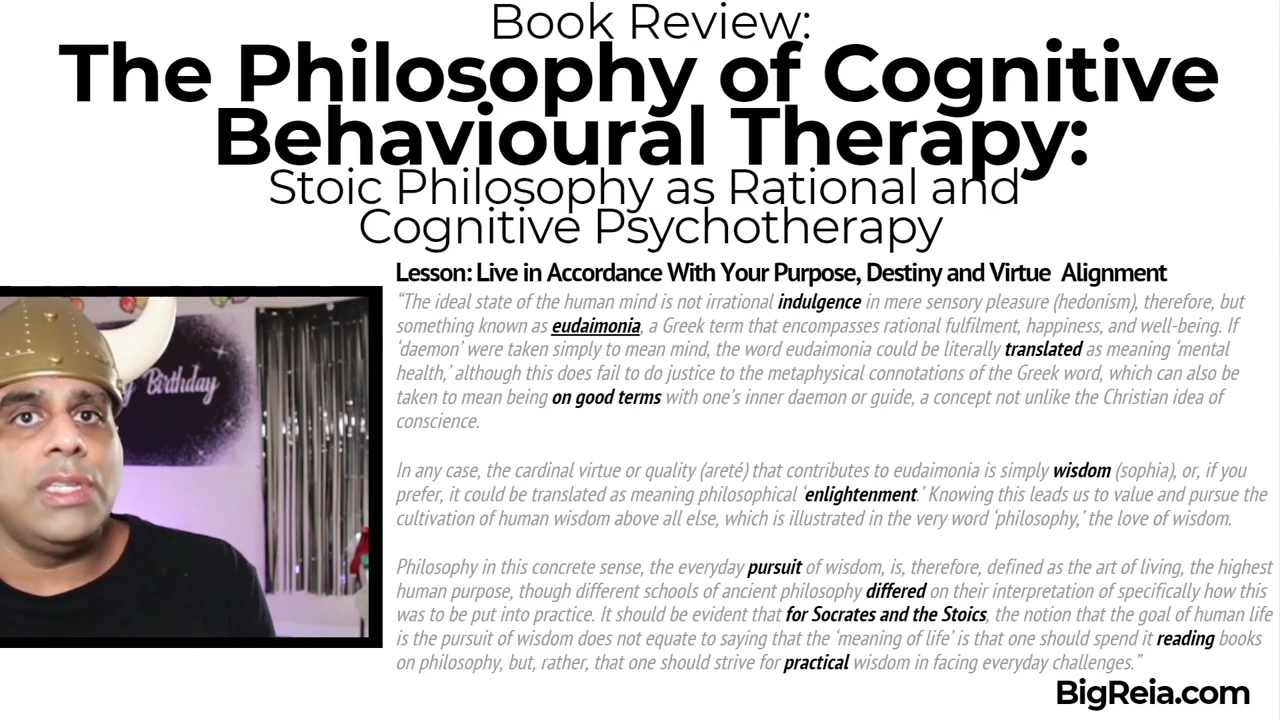 Book Review:
The Philosophy of Cognitive
Behavioural Therapy:
Stoic Philosophy as Rational and
Cognitive Psychotherapy
Lesson: Live in Accordance With Your Purpose, Destiny and Virtue Alignment
“The ideal state of the human mind is not irrational indulgence in mere sensory pleasure (hedonism), therefore, but
something known as eudaimonia, a Greek term that encompasses rational fulfilment, happiness, and well-being. If
‘daemon’ were taken simply to mean mind, the word eudaimonia could be literally translated as meaning ‘mental
health,’ although this does fail to do justice to the metaphysical connotations of the Greek word, which can also be
taken to mean being on good terms with one’s inner daemon or guide, a concept not unlike the Christian idea of
conscience.
In any case, the cardinal virtue or quality (areté) that contributes to eudaimonia is simply wisdom (sophia), or, if you
prefer, it could be translated as meaning philosophical ‘enlightenment.’ Knowing this leads us to value and pursue the
cultivation of human wisdom above all else, which is illustrated in the very word ‘philosophy,’ the love of wisdom.
Philosophy in this concrete sense, the everyday pursuit of wisdom, is, therefore, defined as the art of living, the highest
human purpose, though different schools of ancient philosophy differed on their interpretation of specifically how this
was to be put into practice. It should be evident that for Socrates and the Stoics, the notion that the goal of human life
is the pursuit of wisdom does not equate to saying that the ‘meaning of life’ is that one should spend it reading books
on philosophy, but, rather, that one should strive for practical wisdom in facing everyday challenges.”
Birthday
BigReia.com